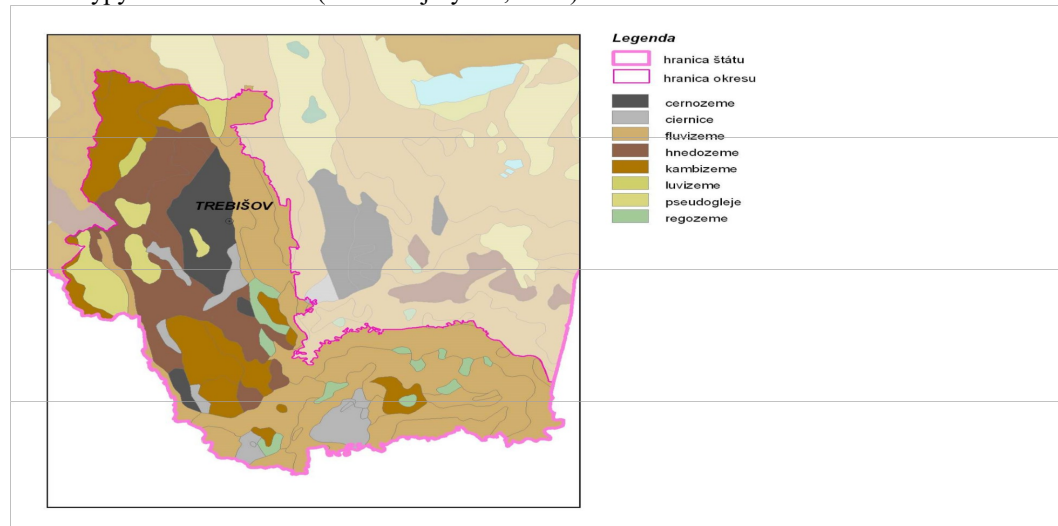 Legenda
hranica štátu
hranica okresu
cernozeme
ciernice
fluvizeme
hnedozeme
kambizeme
luvizeme
pseudogleje
regozeme
TREBIŠOV